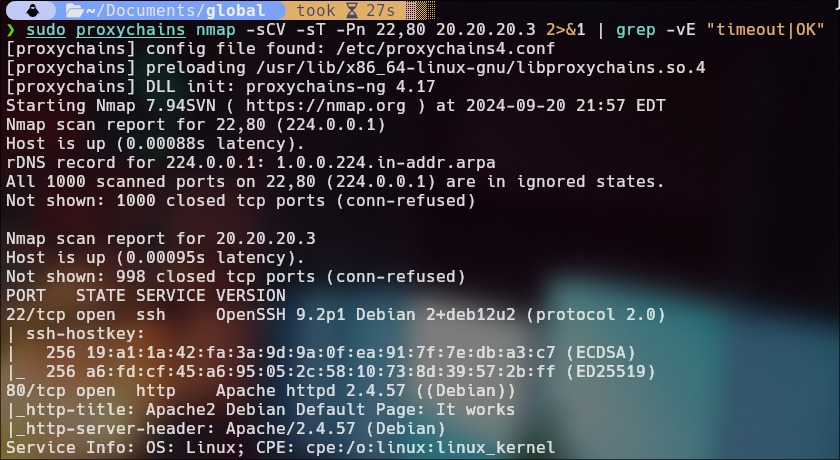 ~/Documents/global took 27s
❯ sudo proxychains nmap -sCV -sT -Pn 22,80 20.20.20.3 2>&1 | grep -vE "timeout|OK"
[proxychains] config file found: /etc/proxychains4.conf
[proxychains] preloading /usr/lib/x86_64-linux-gnu/libproxychains.so.4
[proxychains] DLL init: proxychains-ng 4.17
Starting Nmap 7.94SVN ( https://nmap.org ) at 2024-09-20 21:57 EDT
Nmap scan report for 22,80 (224.0.0.1)
Host is up (0.00088s latency).
rDNS record for 224.0.0.1: 1.0.0.224.in-addr.arpa
All 1000 scanned ports on 22,80 (224.0.0.1) are in ignored states.
Not shown: 1000 closed tcp ports (conn-refused)

Nmap scan report for 20.20.20.3
Host is up (0.00095s latency).
Not shown: 998 closed tcp ports (conn-refused)
PORT   STATE SERVICE VERSION
22/tcp open  ssh     OpenSSH 9.2p1 Debian 2+deb12u2 (protocol 2.0)
| ssh-hostkey:
|   256 19:a1:1a:42:fa:3a:9d:9a:0f:ea:91:7f:7e:db:a3:c7 (ECDSA)
|_  256 a6:fd:cf:45:a6:95:05:2c:58:10:73:8d:39:57:2b:ff (ED25519)
80/tcp open  http    Apache httpd 2.4.57 ((Debian))
|_http-title: Apache2 Debian Default Page: It works
|_http-server-header: Apache/2.4.57 (Debian)
Service Info: OS: Linux; CPE: cpe:/o:linux:linux_kernel